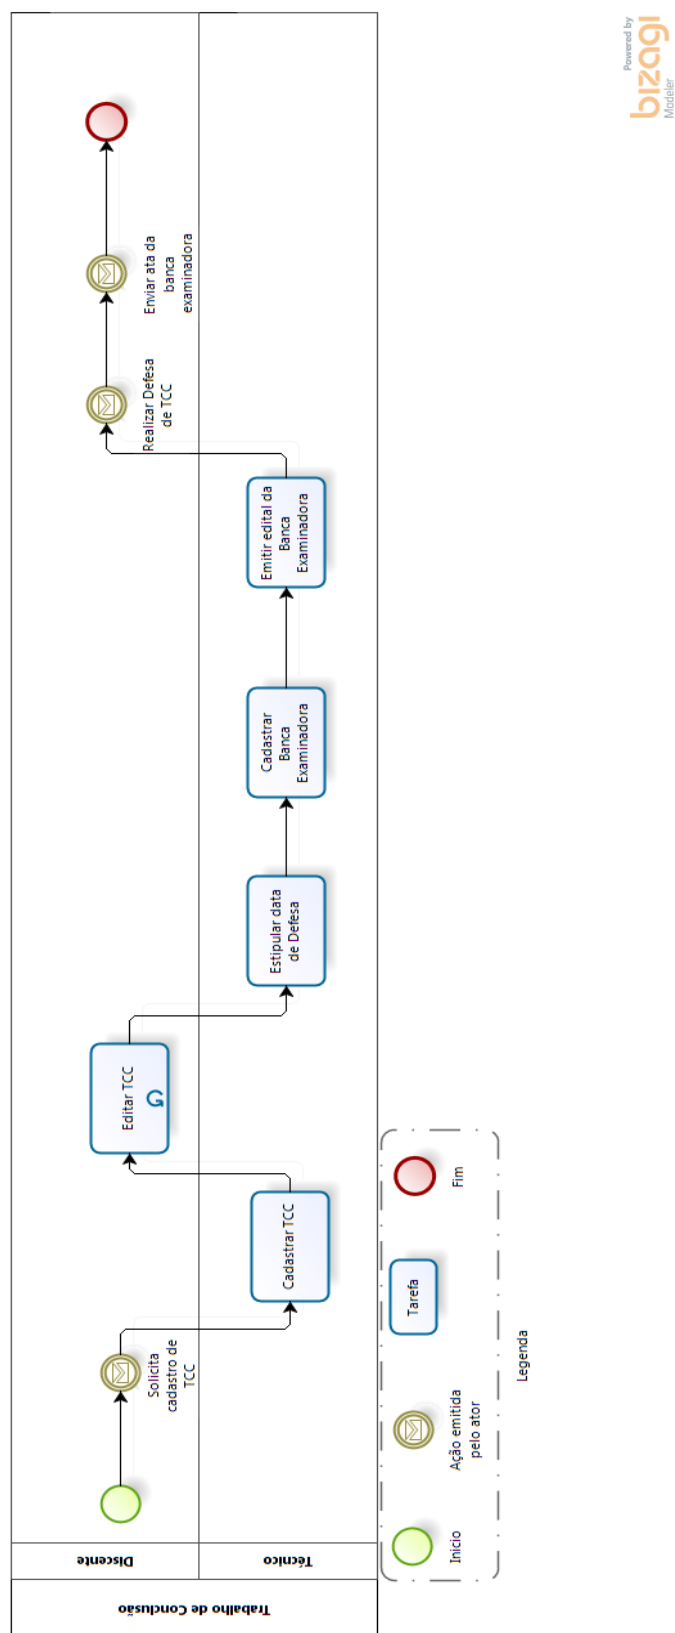 Trabalho de Conclusão
Discente
Técnico
Solicita
cadastro de
TCC
Cadastrar TCC
Editar TCC
Estipular data
de Defesa
Cadastrar
Banca
Examinadora
Emitir edital da
Banca
Examinadora
Realizar Defesa
de TCC
Enviar ata da
banca
examinadora
Inicio
Ação emitida
pelo ator
Tarefa
Fim
Legenda
Powered by
bizagi
Modeler